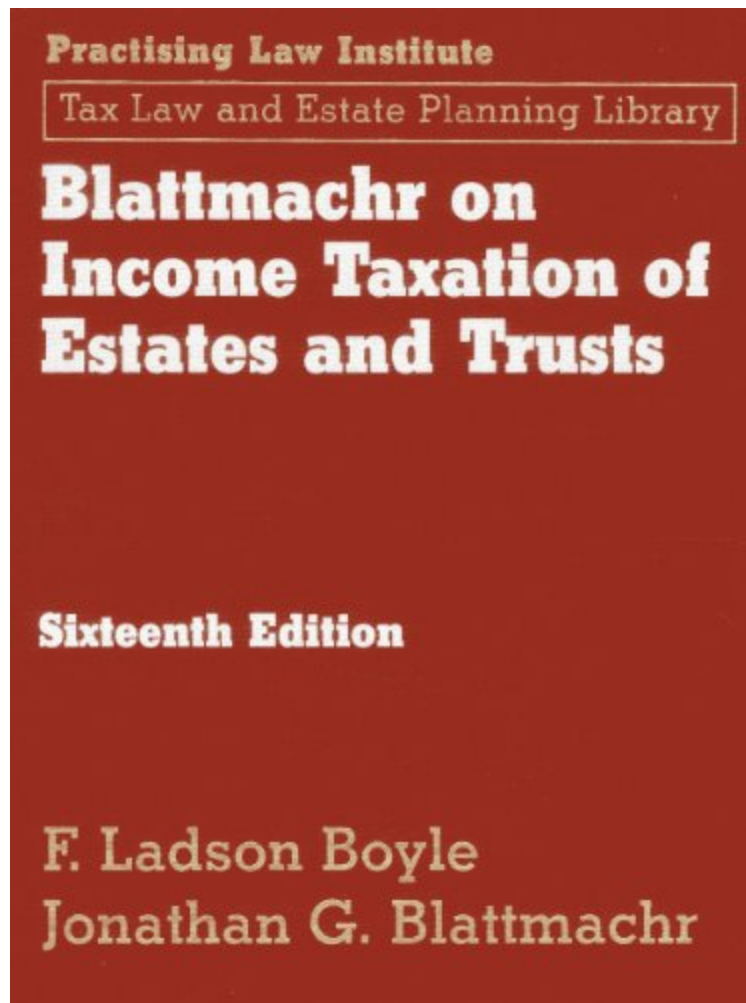 Practising Law Institute
Tax Law and Estate Planning Library
Blattmachr on
Income Taxation of
Estates and Trusts
Sixteenth Edition
F. Ladson Boyle
Jonathan G. Blattmachr